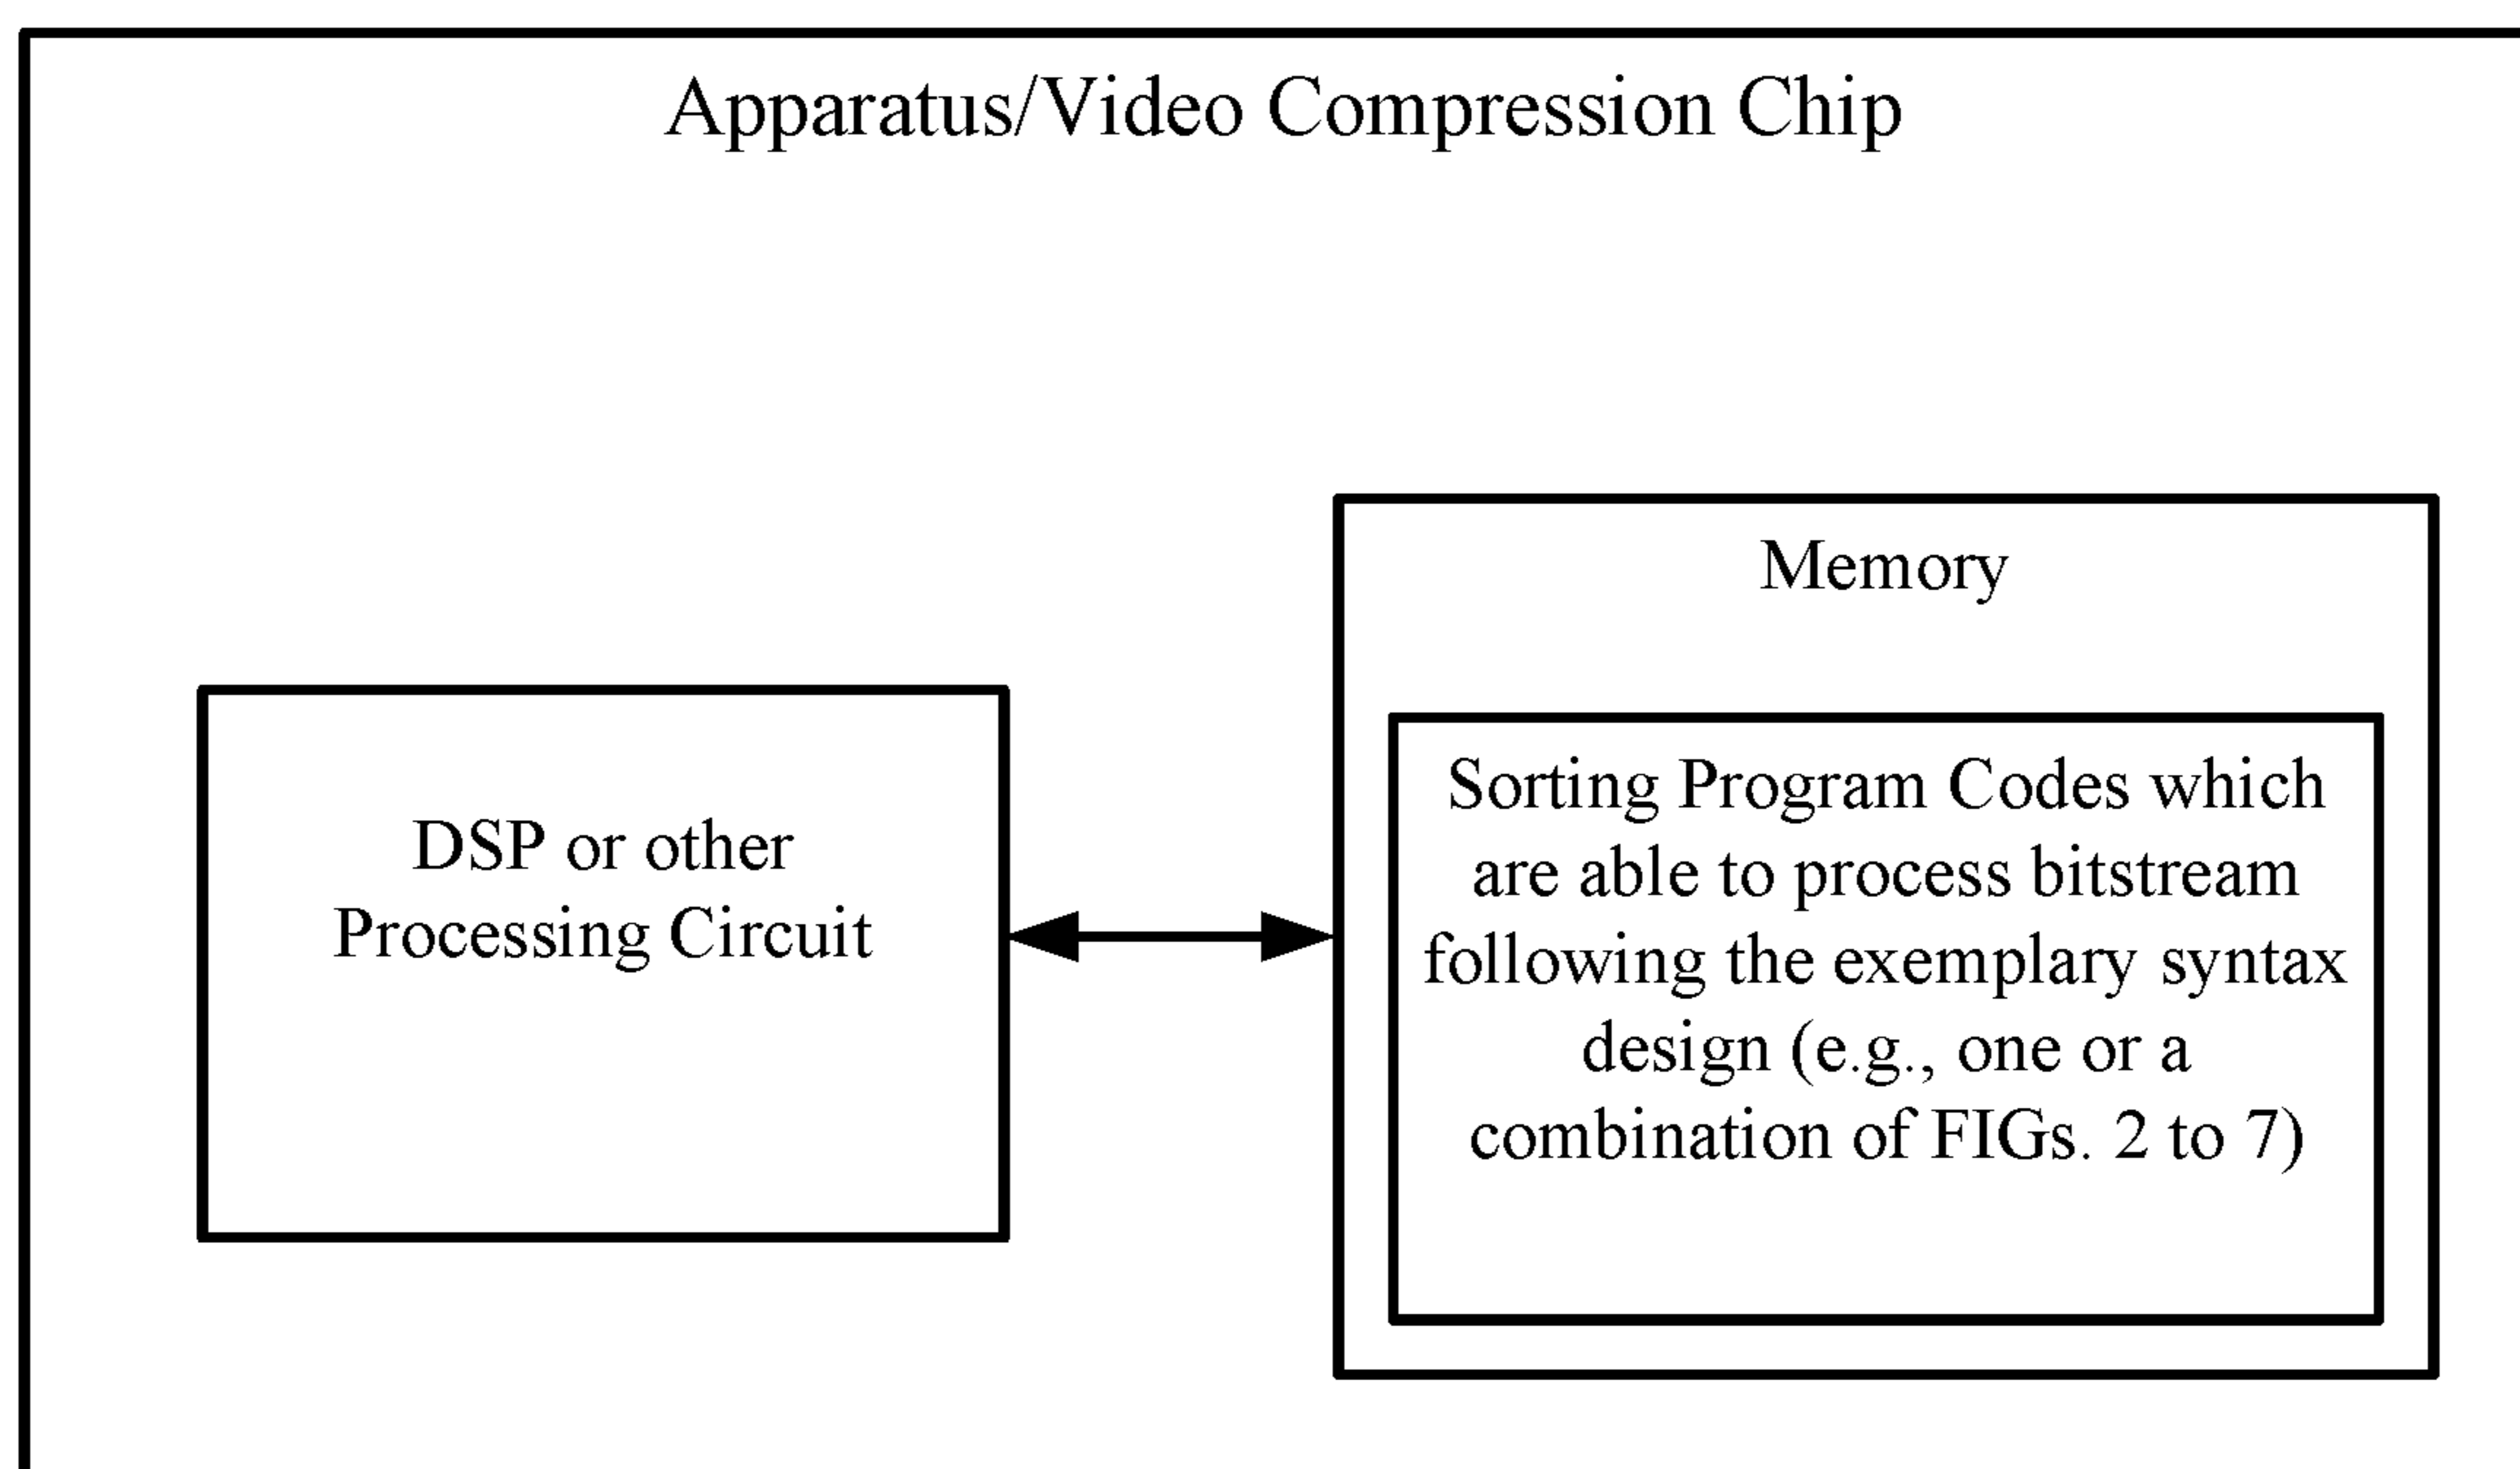 Apparatus/Video Compression Chip
Memory
DSP or other
Processing Circuit
Sorting Program Codes which
are able to process bitstream
following the exemplary syntax
design (e.g., one or a
combination of FIGs. 2 to 7)